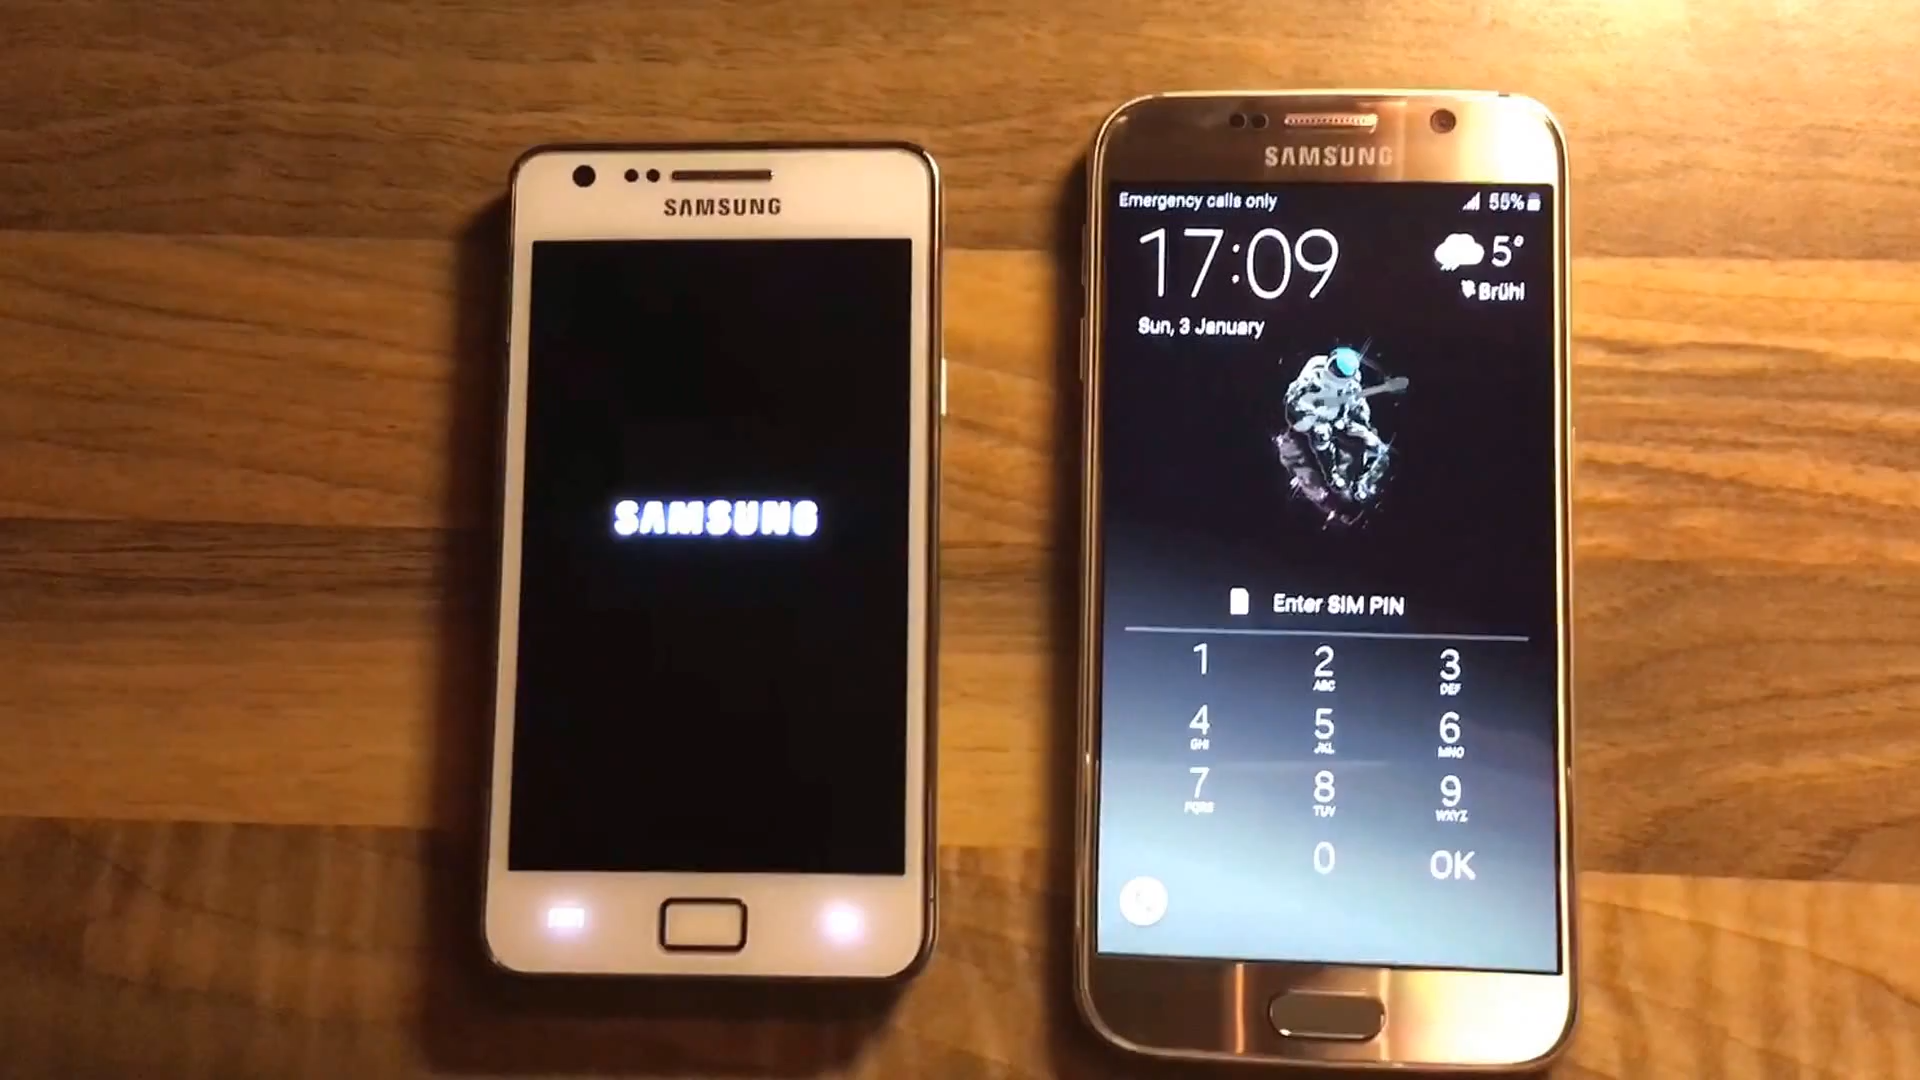 SAMSUNG
SAMSUNG
SAMSUNG
Emergency calls only
55%
17:09
5°
Brühl
Sun, 3 January
Enter SIM PIN
1
2
ABC
3
DEF
4
GHI
5
JKL
6
MNO
7
PQRS
8
TUV
9
WXYZ
0
OK